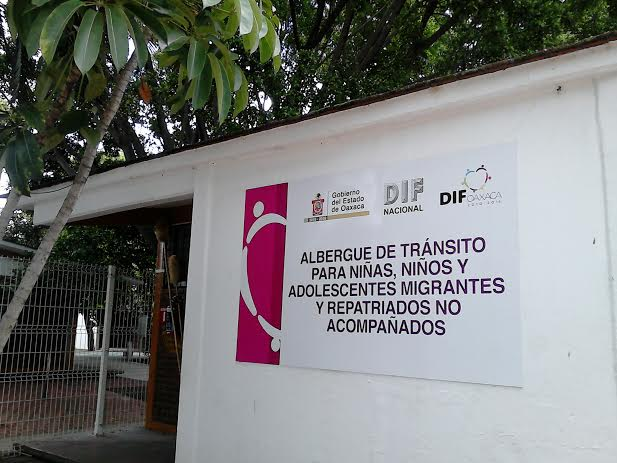 Gobierno
del Estado
de Oaxaca
DIF
NACIONAL
DIF
OAXACA
ALBERGUE DE TRÁNSITO
PARA NIÑAS, NIÑOS Y
ADOLESCENTES MIGRANTES
Y REPATRIADOS NO
ACOMPAÑADOS